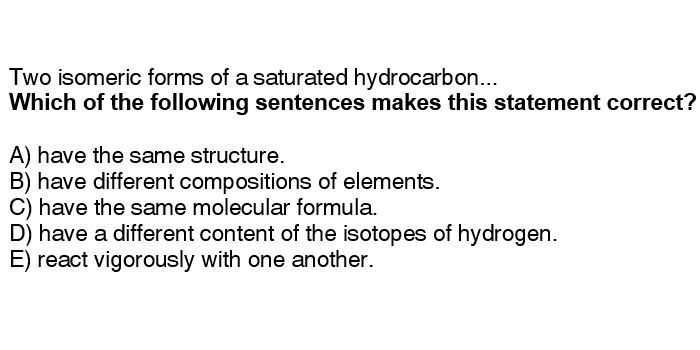 Two isomeric forms of a saturated hydrocarbon...
Which of the following sentences makes this statement correct?
A) have the same structure.
B) have different compositions of elements.
C) have the same molecular formula.
D) have a different content of the isotopes of hydrogen.
E) react vigorously with one another.